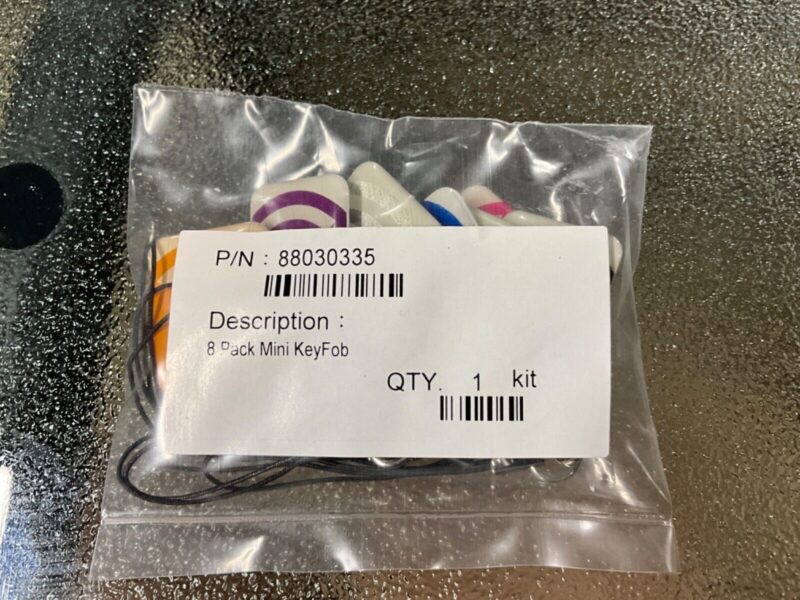 P/N : 88030335
Description :
8 Pack Mini KeyFob
QTY. 1 kit